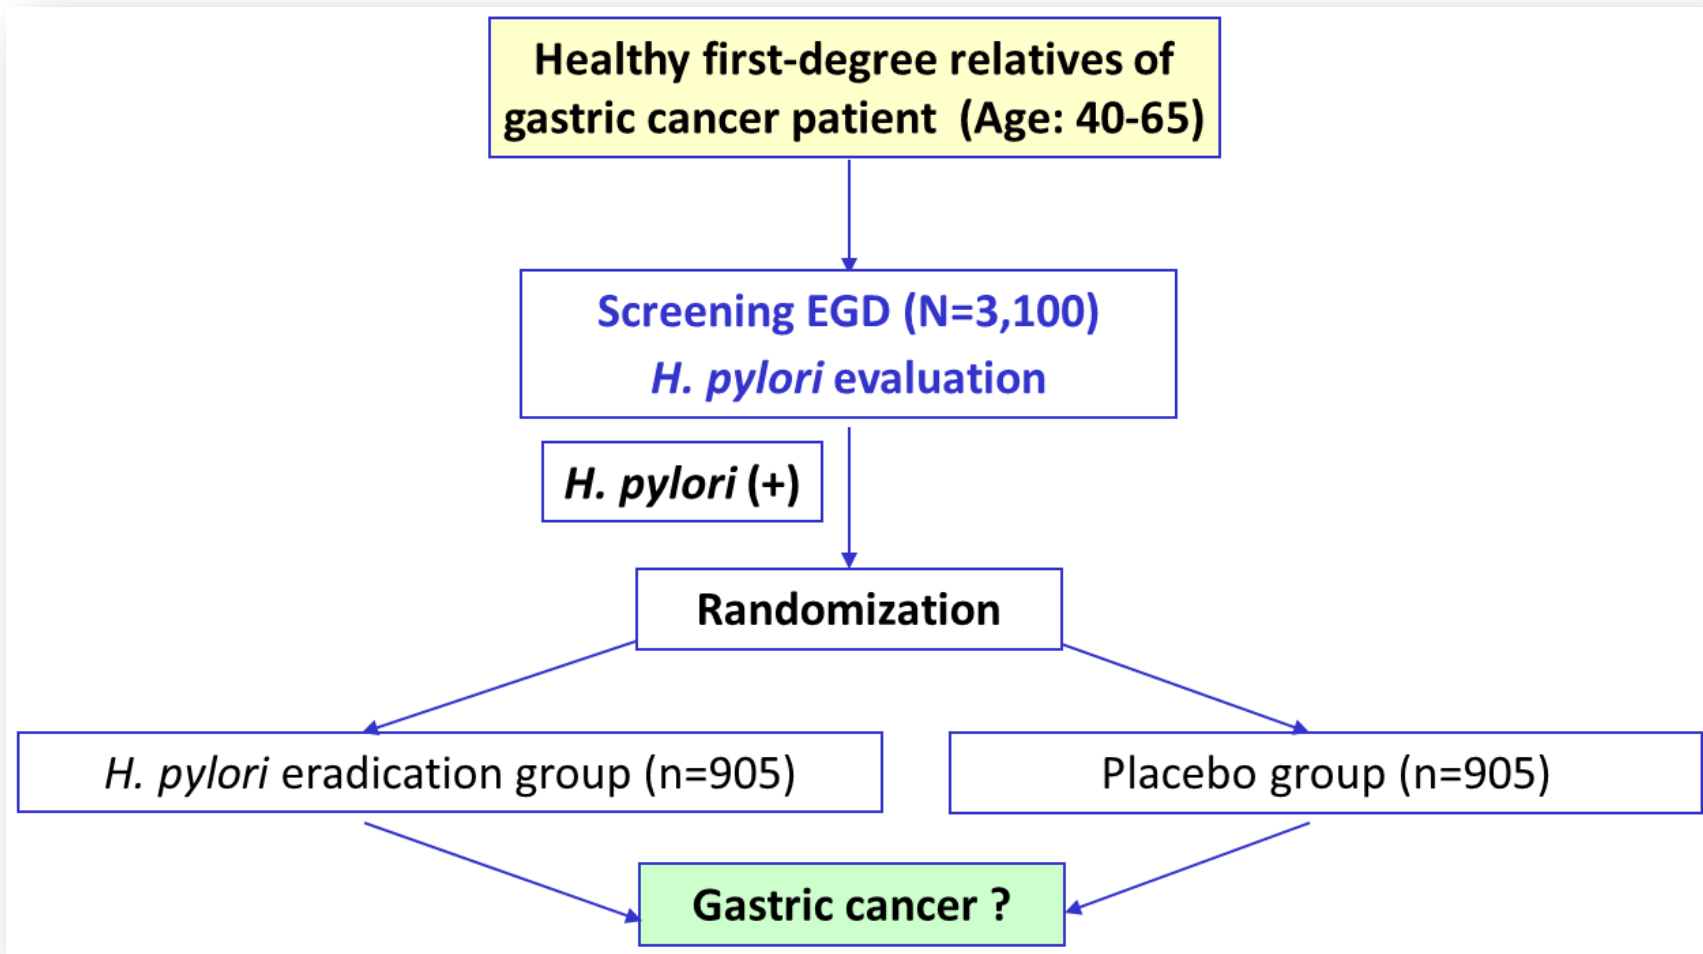 Healthy first-degree relatives of
gastric cancer patient (Age: 40-65)
Screening EGD (N=3,100)
H. pylori evaluation
H. pylori (+)
Randomization
H. pylori eradication group (n=905)
Placebo group (n=905)
Gastric cancer ?